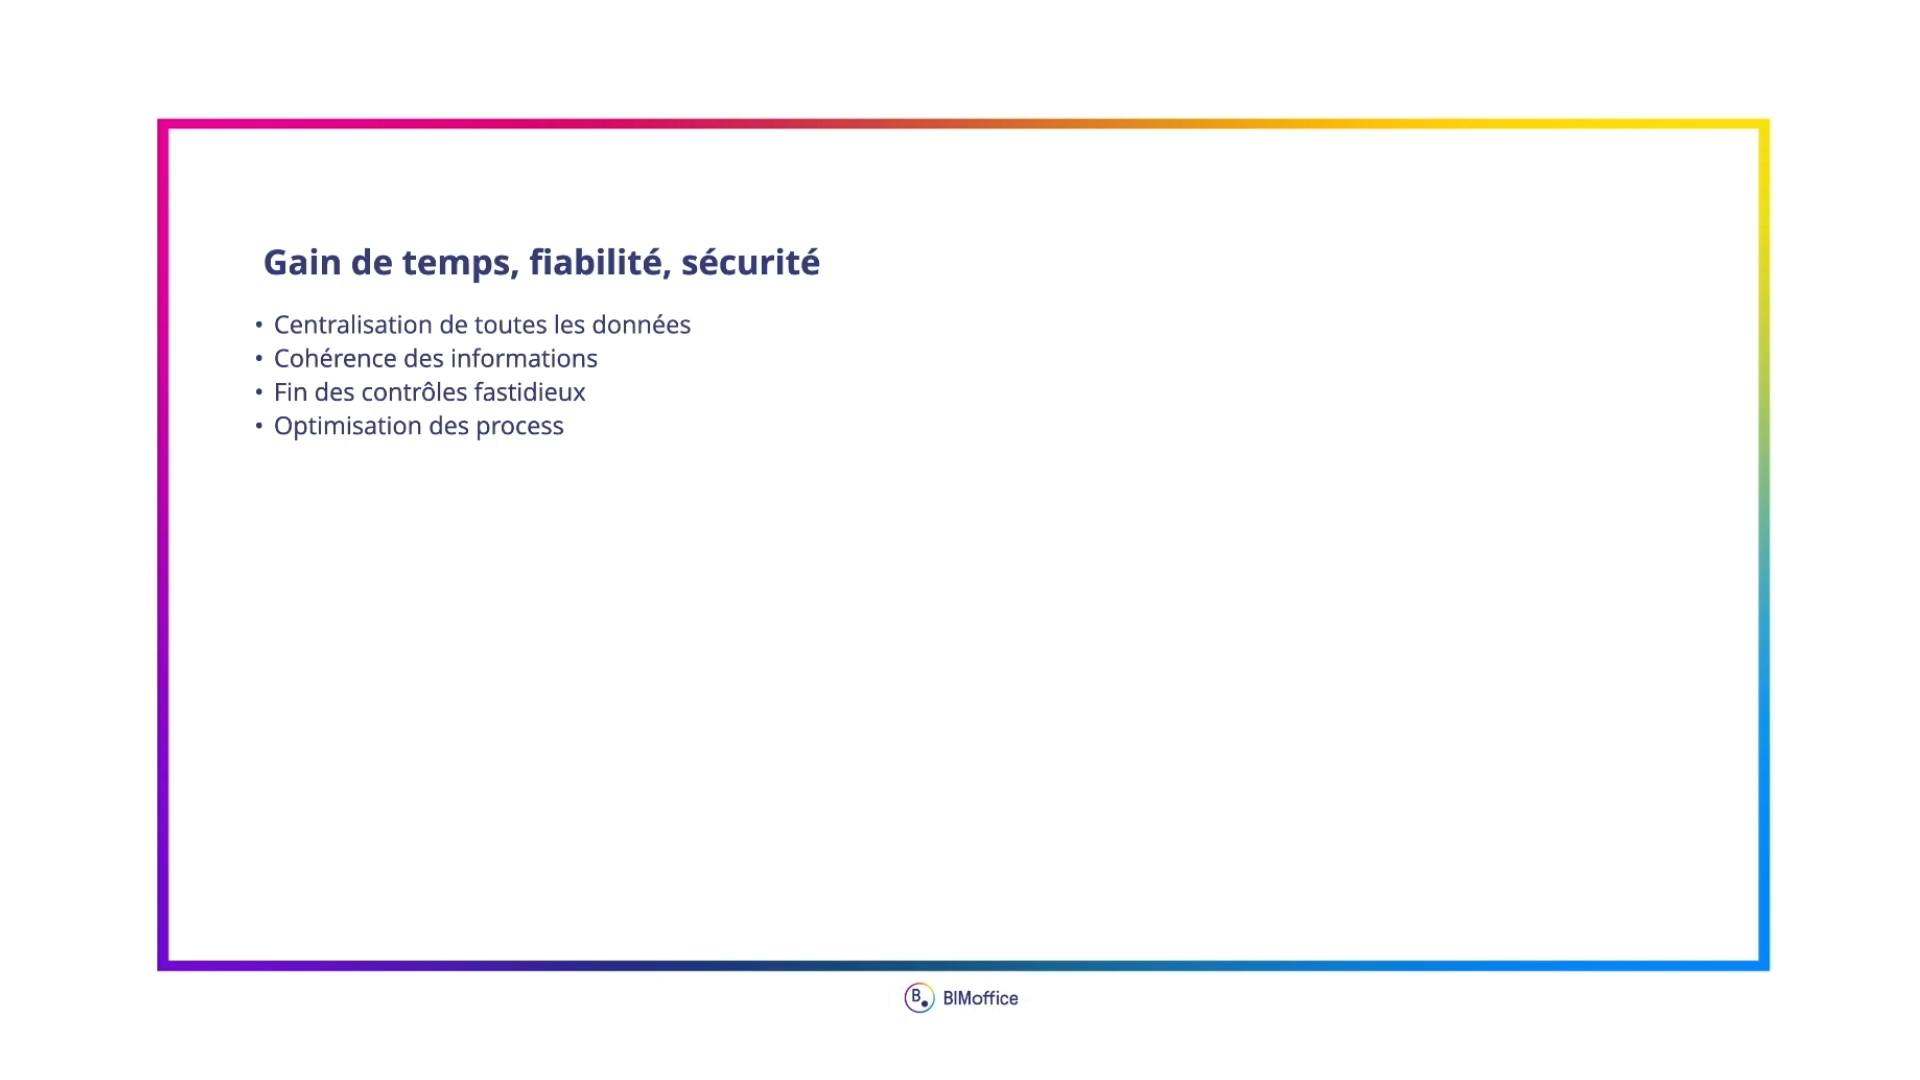 Gain de temps, fiabilité, sécurité
• Centralisation de toutes les données
• Cohérence des informations
• Fin des contrôles fastidieux
• Optimisation des process
B. BIMoffice